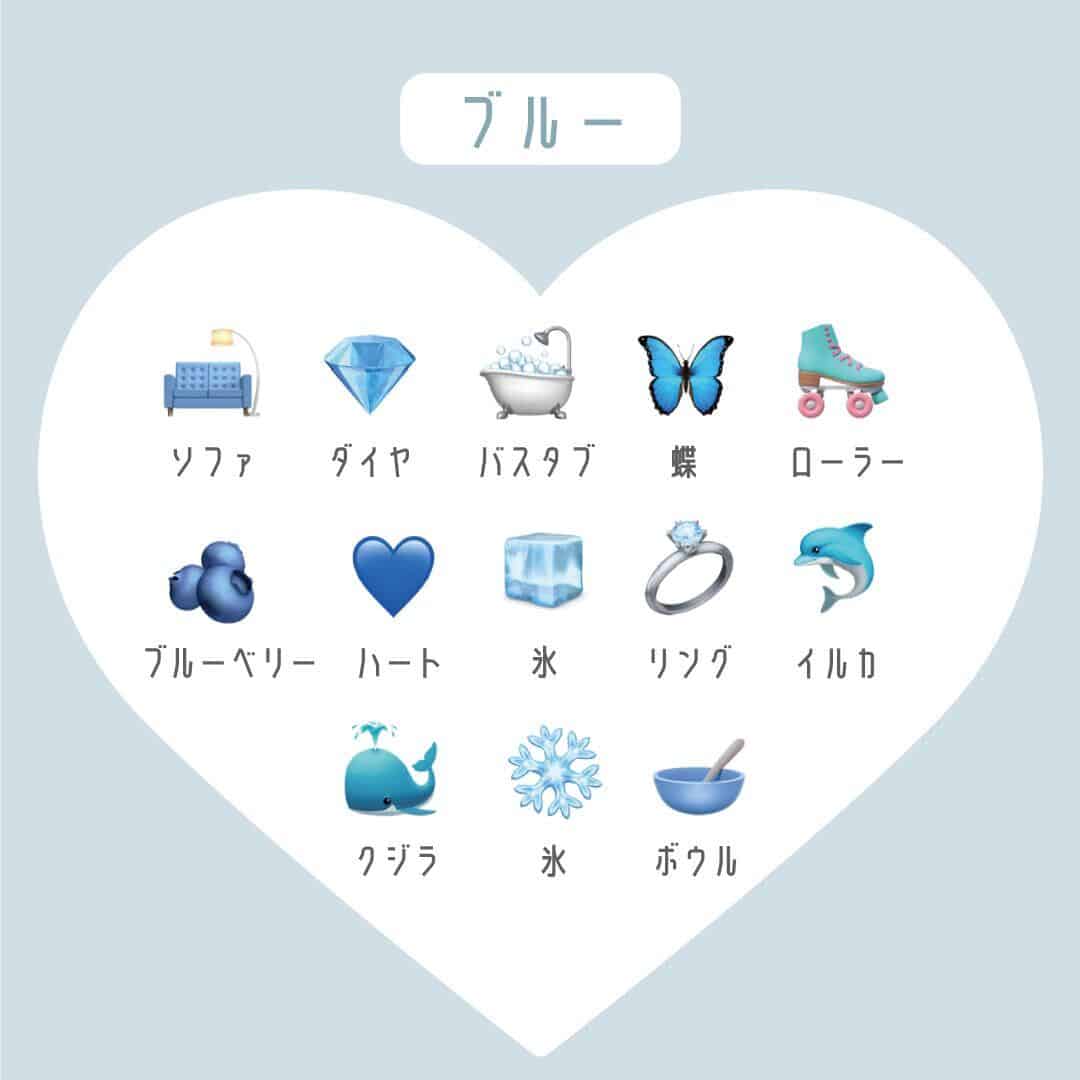 ブルー
ソファ ダイヤ バスタブ 蝶 ローラー
ブルーベリー ハート 氷 リング イルカ
クジラ 氷 ボウル